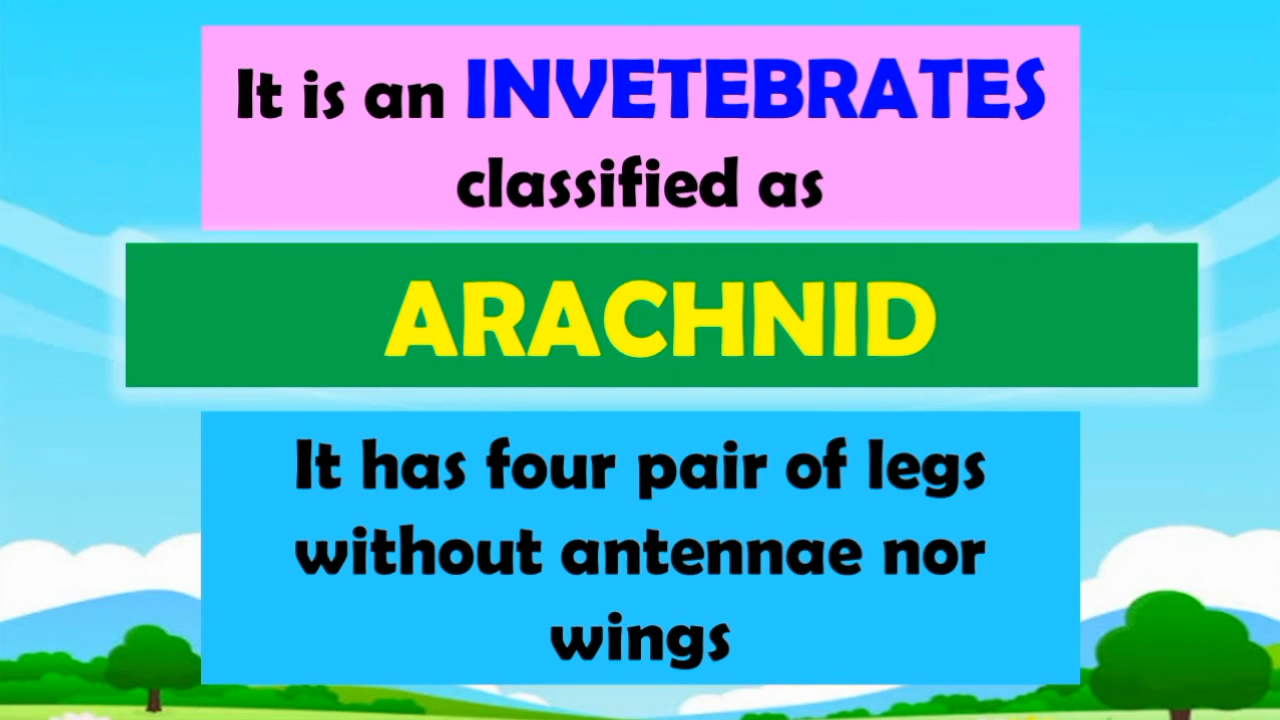 It is an INVETEBRATES
classified as
ARACHNID
It has four pair of legs
without antennae nor
wings